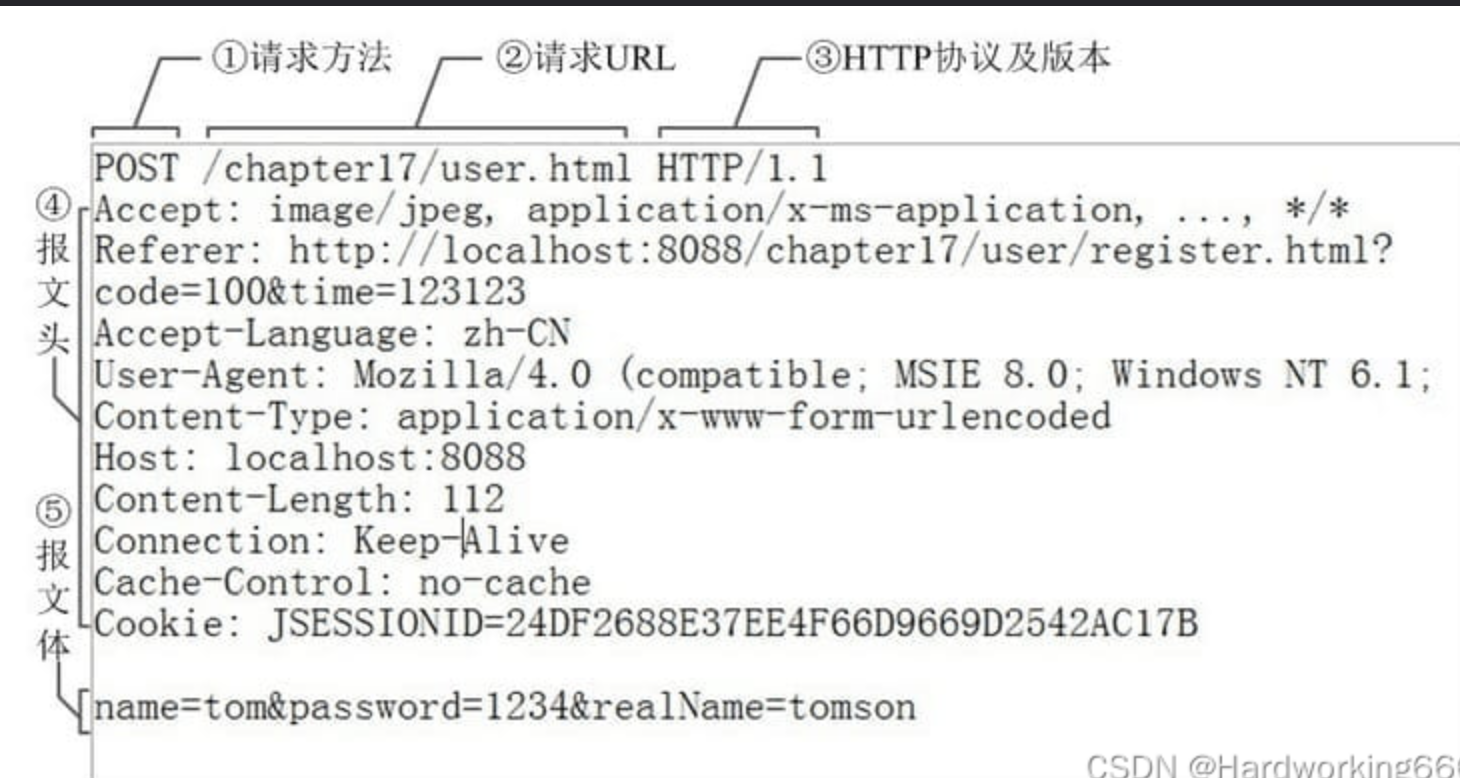 ①请求方法 ②请求URL ③HTTP协议及版本
POST /chapter17/user.html HTTP/1.1
④报文头
Accept: image/jpeg, application/x-ms-application, ..., */*
Referer: http://localhost:8088/chapter17/user/register.html?
code=100&time=123123
Accept-Language: zh-CN
User-Agent: Mozilla/4.0 (compatible; MSIE 8.0; Windows NT 6.1;
Content-Type: application/x-www-form-urlencoded
Host: localhost:8088
Content-Length: 112
Connection: Keep-Alive
Cache-Control: no-cache
Cookie: JSESSIONID=24DF2688E37EE4F66D9669D2542AC17B
⑤报文体
name=tom&password=1234&realName=tomson
CSDN @Hardworking666